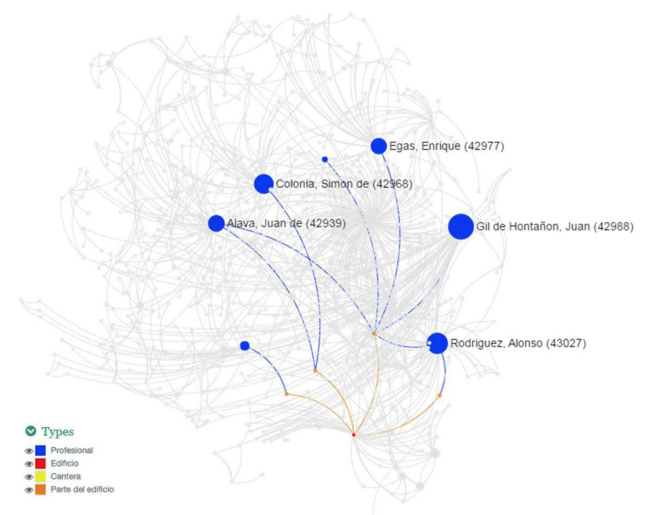 Egas, Enrique (42977)
Colonia, Simon de (42968)
Alava, Juan de (42939)
Gil de Hontañon, Juan (42988)
Rodriguez, Alonso (43027)
Types
Profesional
Edificio
Cantera
Parte del edificio